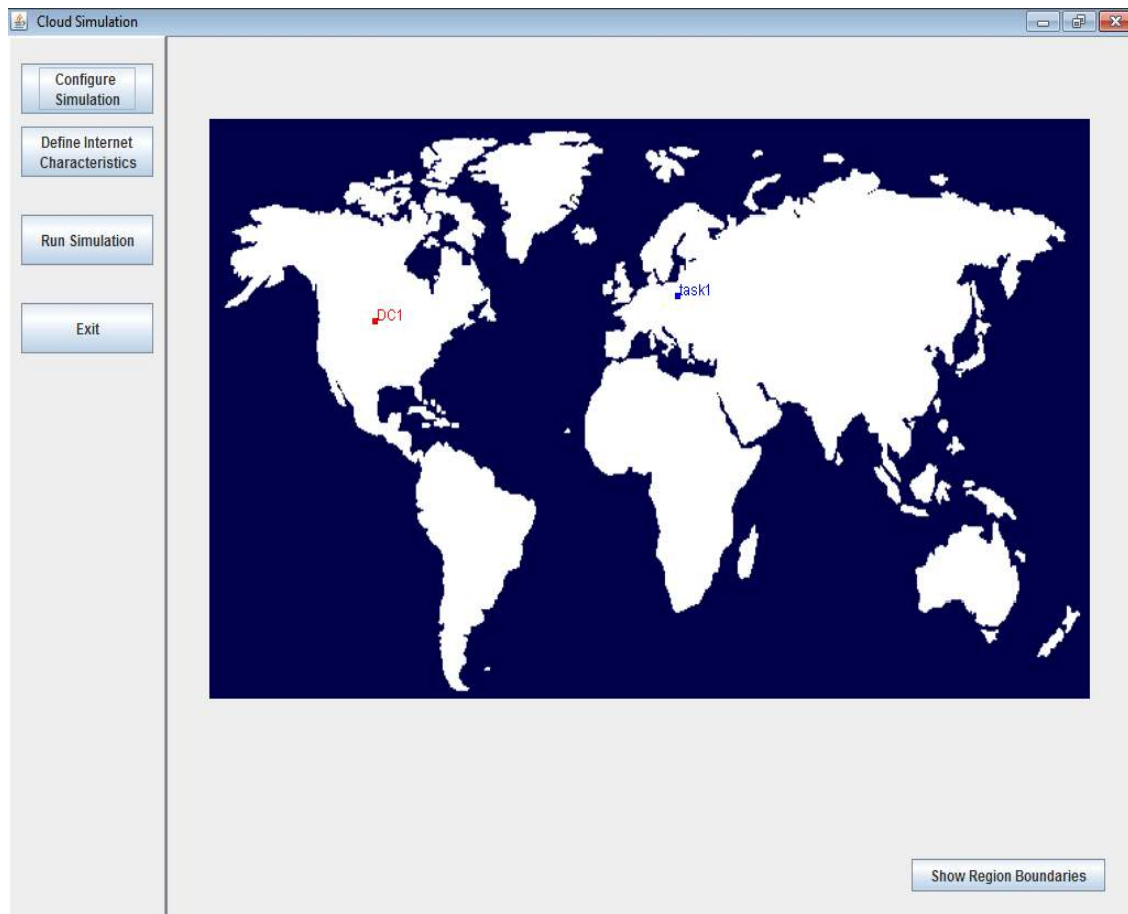 Cloud Simulation
Configure
Simulation
Define Internet
Characteristics
Run Simulation
Exit
DC1
task1
Show Region Boundaries